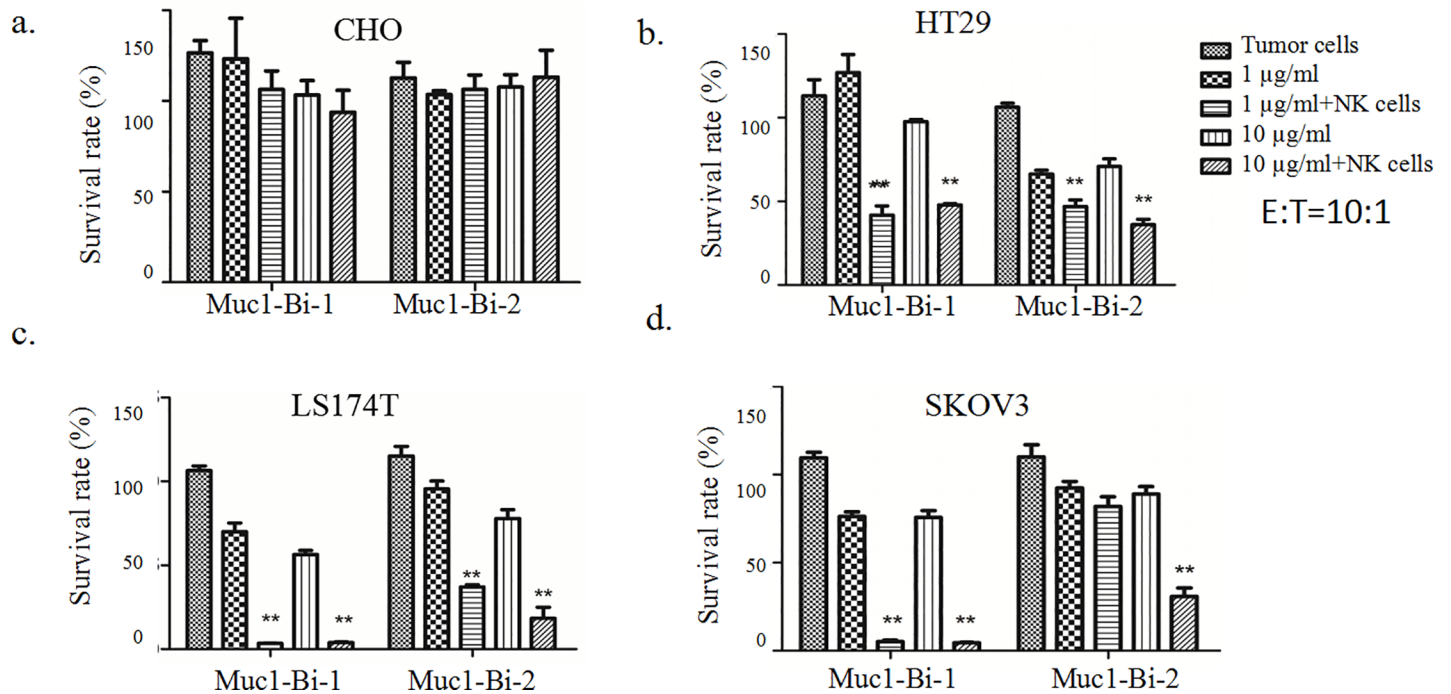 a.
CHO
Survival rate (%)
150
100
50
0
Muc1-Bi-1 Muc1-Bi-2
b.
HT29
Survival rate (%)
150
100
50
0
** ** ** **
Muc1-Bi-1 Muc1-Bi-2
Tumor cells
1 µg/ml
1 µg/ml+NK cells
10 µg/ml
10 µg/ml+NK cells
E:T=10:1
c.
LS174T
Survival rate (%)
150
100
50
0
** ** ** **
Muc1-Bi-1 Muc1-Bi-2
d.
SKOV3
Survival rate (%)
150
100
50
0
** ** **
Muc1-Bi-1 Muc1-Bi-2